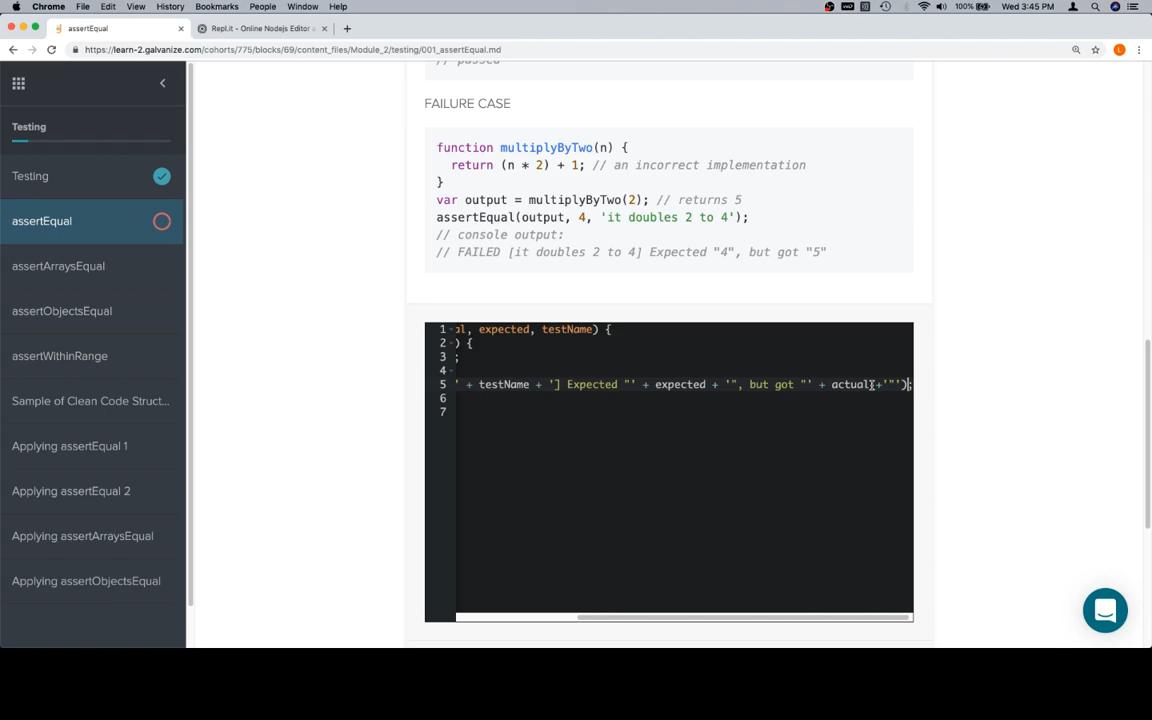 Chrome File Edit View History Bookmarks People Window Help
100% Wed 3:45 PM
assertEqual
Repl.it - Online Nodejs Editor a
https://learn-2.galvanize.com/cohorts/775/blocks/69/content_files/Module_2/testing/001_assertEqual.md
L
Testing
Testing
assertEqual
assertArraysEqual
assertObjectsEqual
assertWithinRange
Sample of Clean Code Struct...
Applying assertEqual 1
Applying assertEqual 2
Applying assertArraysEqual
Applying assertObjectsEqual
// passed
FAILURE CASE
function multiplyByTwo(n) {
return (n * 2) + 1; // an incorrect implementation
}
var output = multiplyByTwo(2); // returns 5
assertEqual(output, 4, 'it doubles 2 to 4');
// console output:
// FAILED [it doubles 2 to 4] Expected "4", but got "5"
1 al, expected, testName) {
2 ) {
3 ;
4
5 ' + testName + '] Expected "' + expected + '", but got "' + actual +'"');
6
7